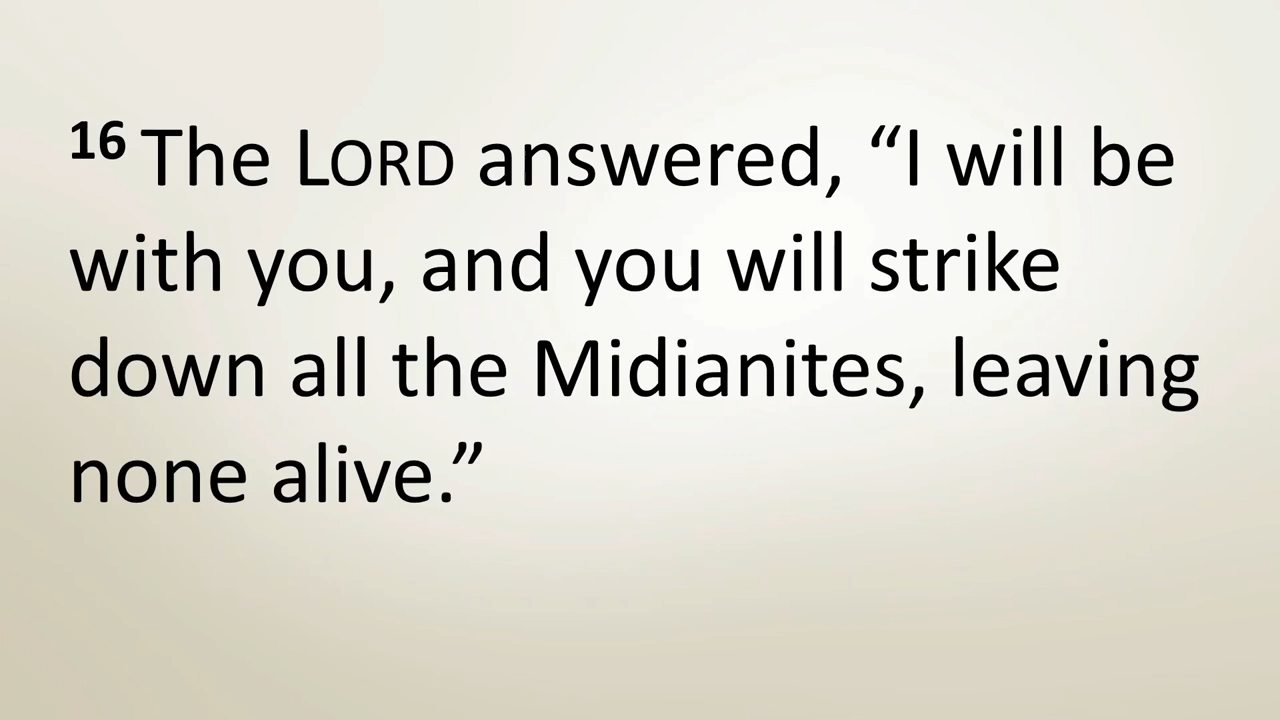 16 The LORD answered, “I will be
with you, and you will strike
down all the Midianites, leaving
none alive.”